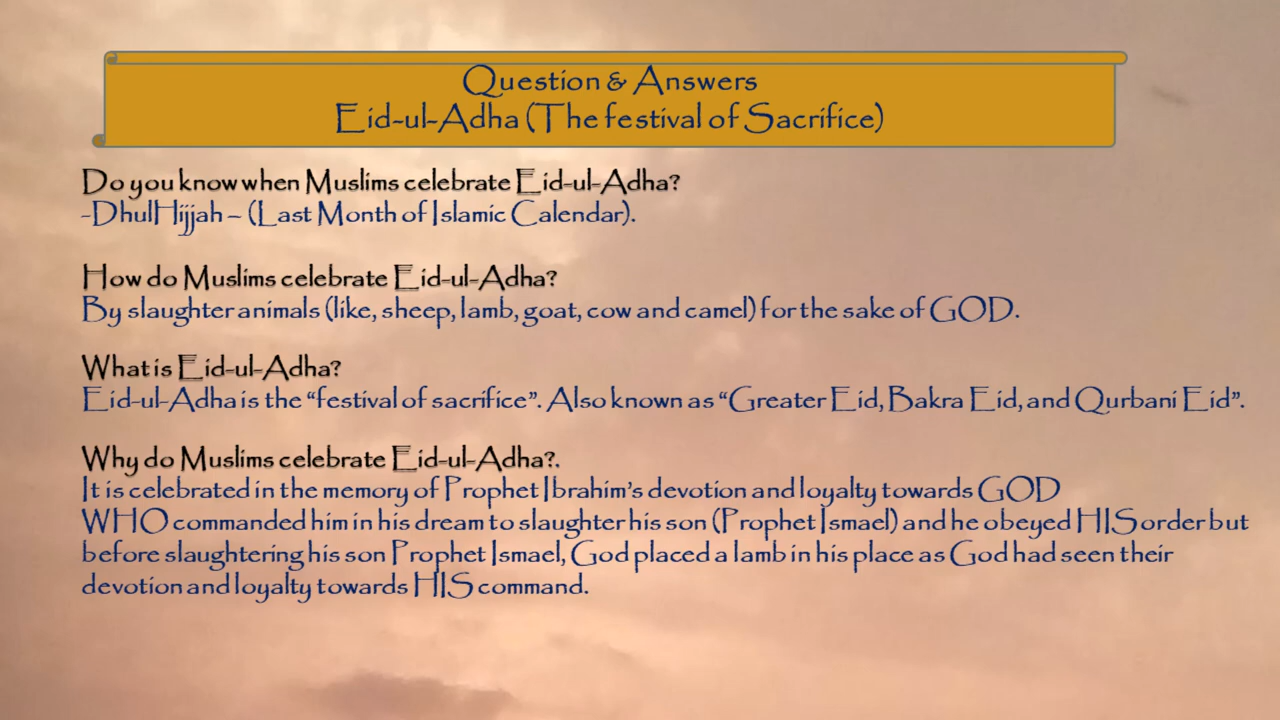 Question & Answers
Eid-ul-Adha (The festival of Sacrifice)
Do you know when Muslims celebrate Eid-ul-Adha?
-DhulHijjah – (Last Month of Islamic Calendar).
How do Muslims celebrate Eid-ul-Adha?
By slaughter animals (like, sheep, lamb, goat, cow and camel) for the sake of GOD.
What is Eid-ul-Adha?
Eid-ul-Adha is the “festival of sacrifice”. Also known as “Greater Eid, Bakra Eid, and Qurbani Eid”.
Why do Muslims celebrate Eid-ul-Adha?.
It is celebrated in the memory of Prophet Ibrahim’s devotion and loyalty towards GOD
WHO commanded him in his dream to slaughter his son (Prophet Ismael) and he obeyed HIS order but
before slaughtering his son Prophet Ismael, God placed a lamb in his place as God had seen their
devotion and loyalty towards HIS command.